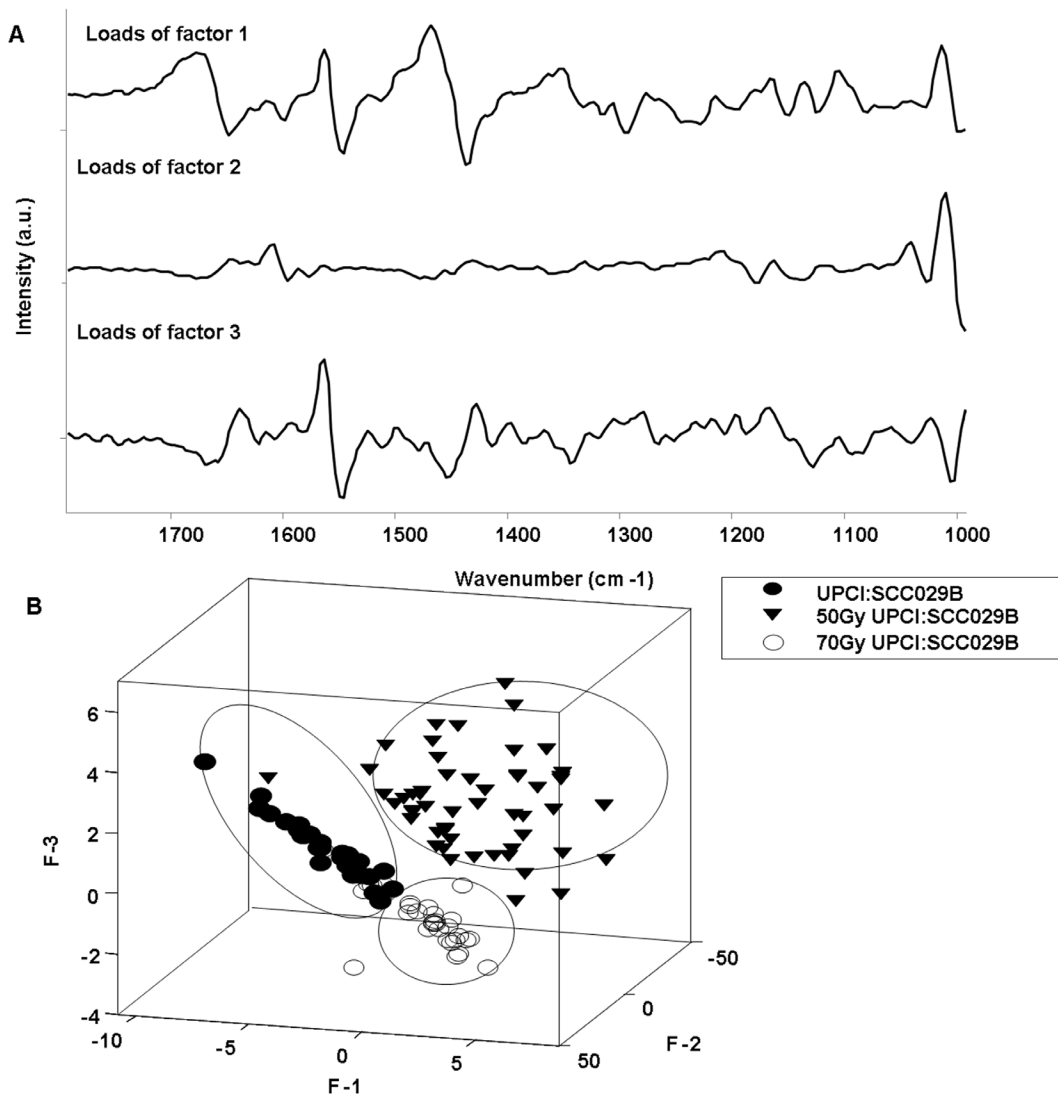 A
Loads of factor 1
Loads of factor 2
Loads of factor 3
Intensity (a.u.)
1700 1600 1500 1400 1300 1200 1100 1000
Wavenumber (cm -1)
B
UPCI:SCC029B
50Gy UPCI:SCC029B
70Gy UPCI:SCC029B
6
4
2
0
-2
-4
F-3
-10 -5 0 5
F-1
50 0 -50
F-2